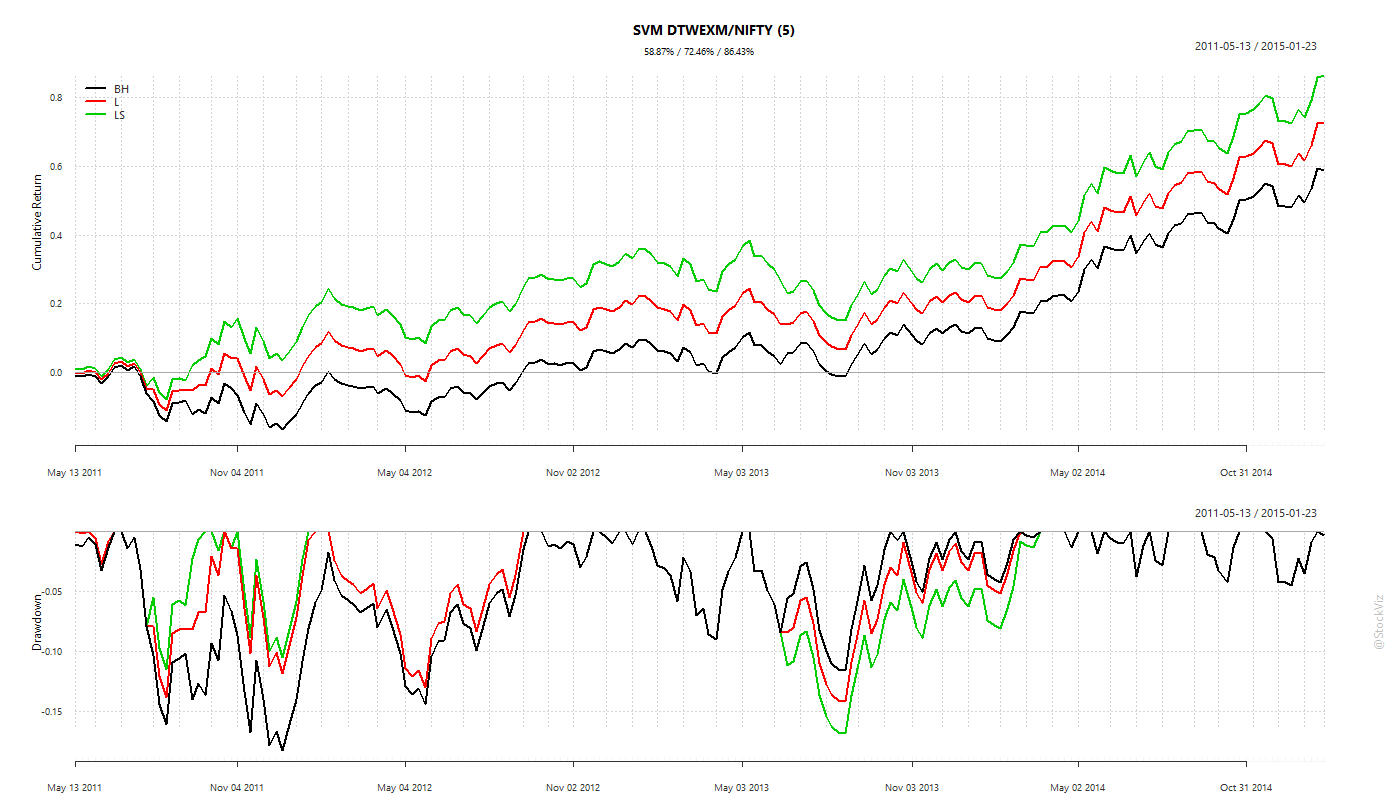 SVM DTWEXM/NIFTY (5)
58.87% / 72.46% / 86.43%
2011-05-13 / 2015-01-23
BH
L
LS
Cumulative Return
0.8
0.6
0.4
0.2
0.0
May 13 2011 Nov 04 2011 May 04 2012 Nov 02 2012 May 03 2013 Nov 03 2013 May 02 2014 Oct 31 2014
2011-05-13 / 2015-01-23
Drawdown
-0.05
-0.10
-0.15
May 13 2011 Nov 04 2011 May 04 2012 Nov 02 2012 May 03 2013 Nov 03 2013 May 02 2014 Oct 31 2014
@StockViz